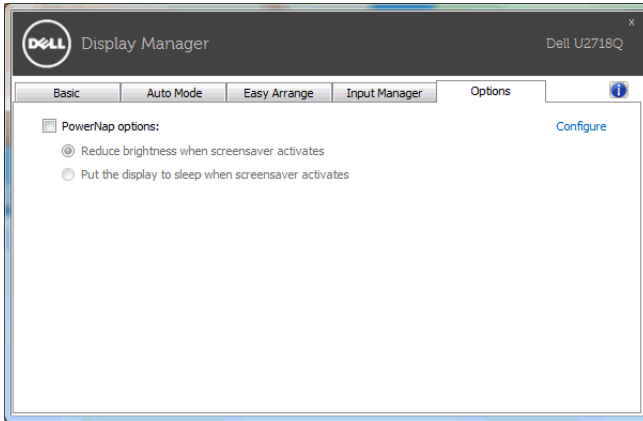 DELL Display Manager Dell U2718Q
x
Basic Auto Mode Easy Arrange Input Manager Options i
PowerNap options: Configure
Reduce brightness when screensaver activates
Put the display to sleep when screensaver activates